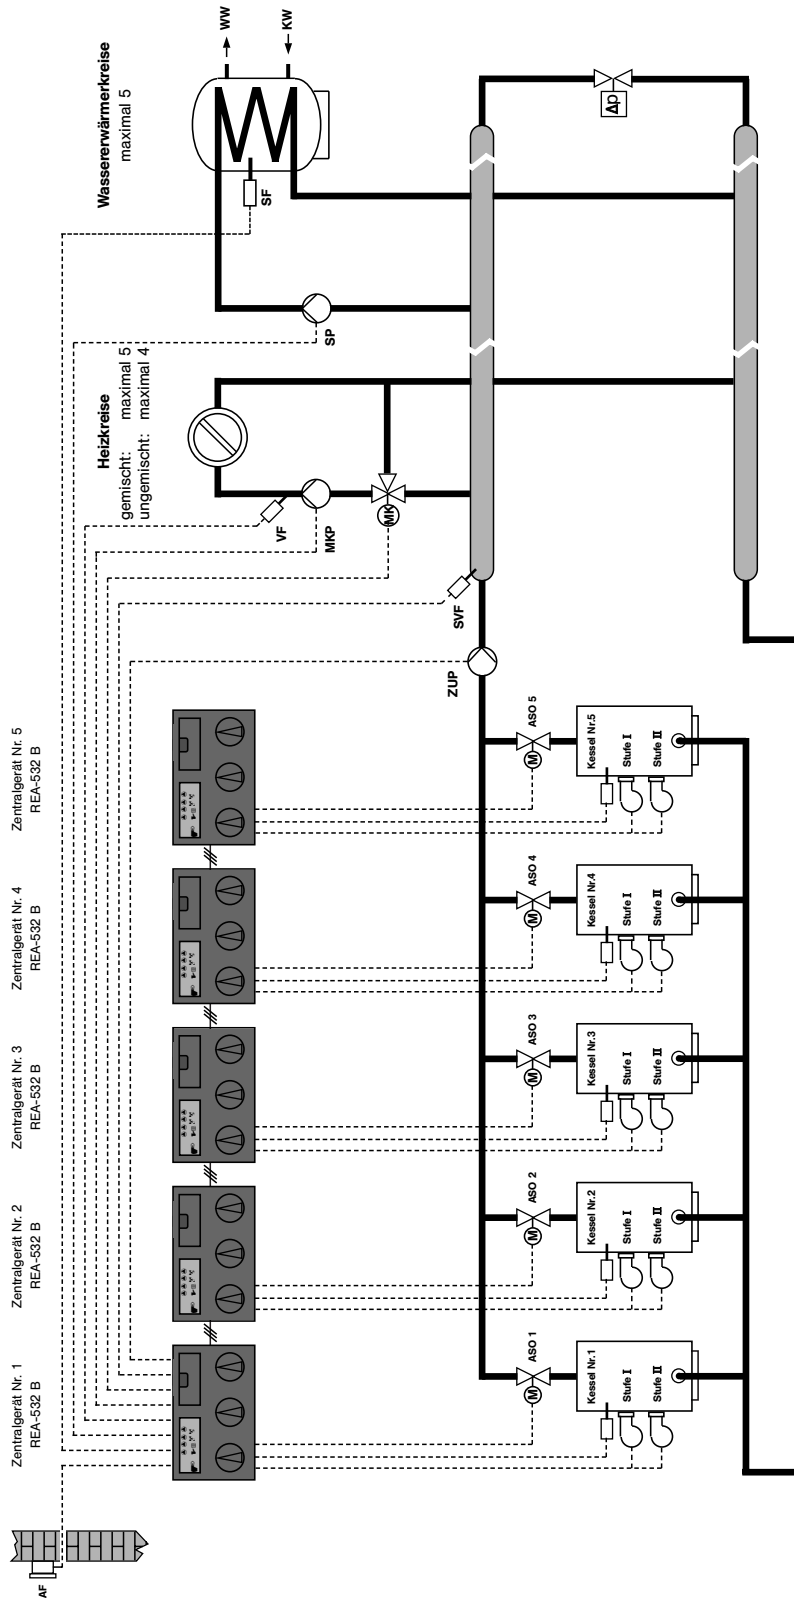 Wassererwärmerkreise
maximal 5
WW
KW
SF
SP
Δp
Heizkreise
gemischt: maximal 5
ungemischt: maximal 4
VF
MKP
MK
SVF
ZUP
Zentralgerät Nr. 5
REA-532 B
ASO 5
M
Kessel Nr.5
Stufe I
Stufe II
Zentralgerät Nr. 4
REA-532 B
ASO 4
M
Kessel Nr.4
Stufe I
Stufe II
Zentralgerät Nr. 3
REA-532 B
ASO 3
M
Kessel Nr.3
Stufe I
Stufe II
Zentralgerät Nr. 2
REA-532 B
ASO 2
M
Kessel Nr.2
Stufe I
Stufe II
Zentralgerät Nr. 1
REA-532 B
ASO 1
M
Kessel Nr.1
Stufe I
Stufe II
AF